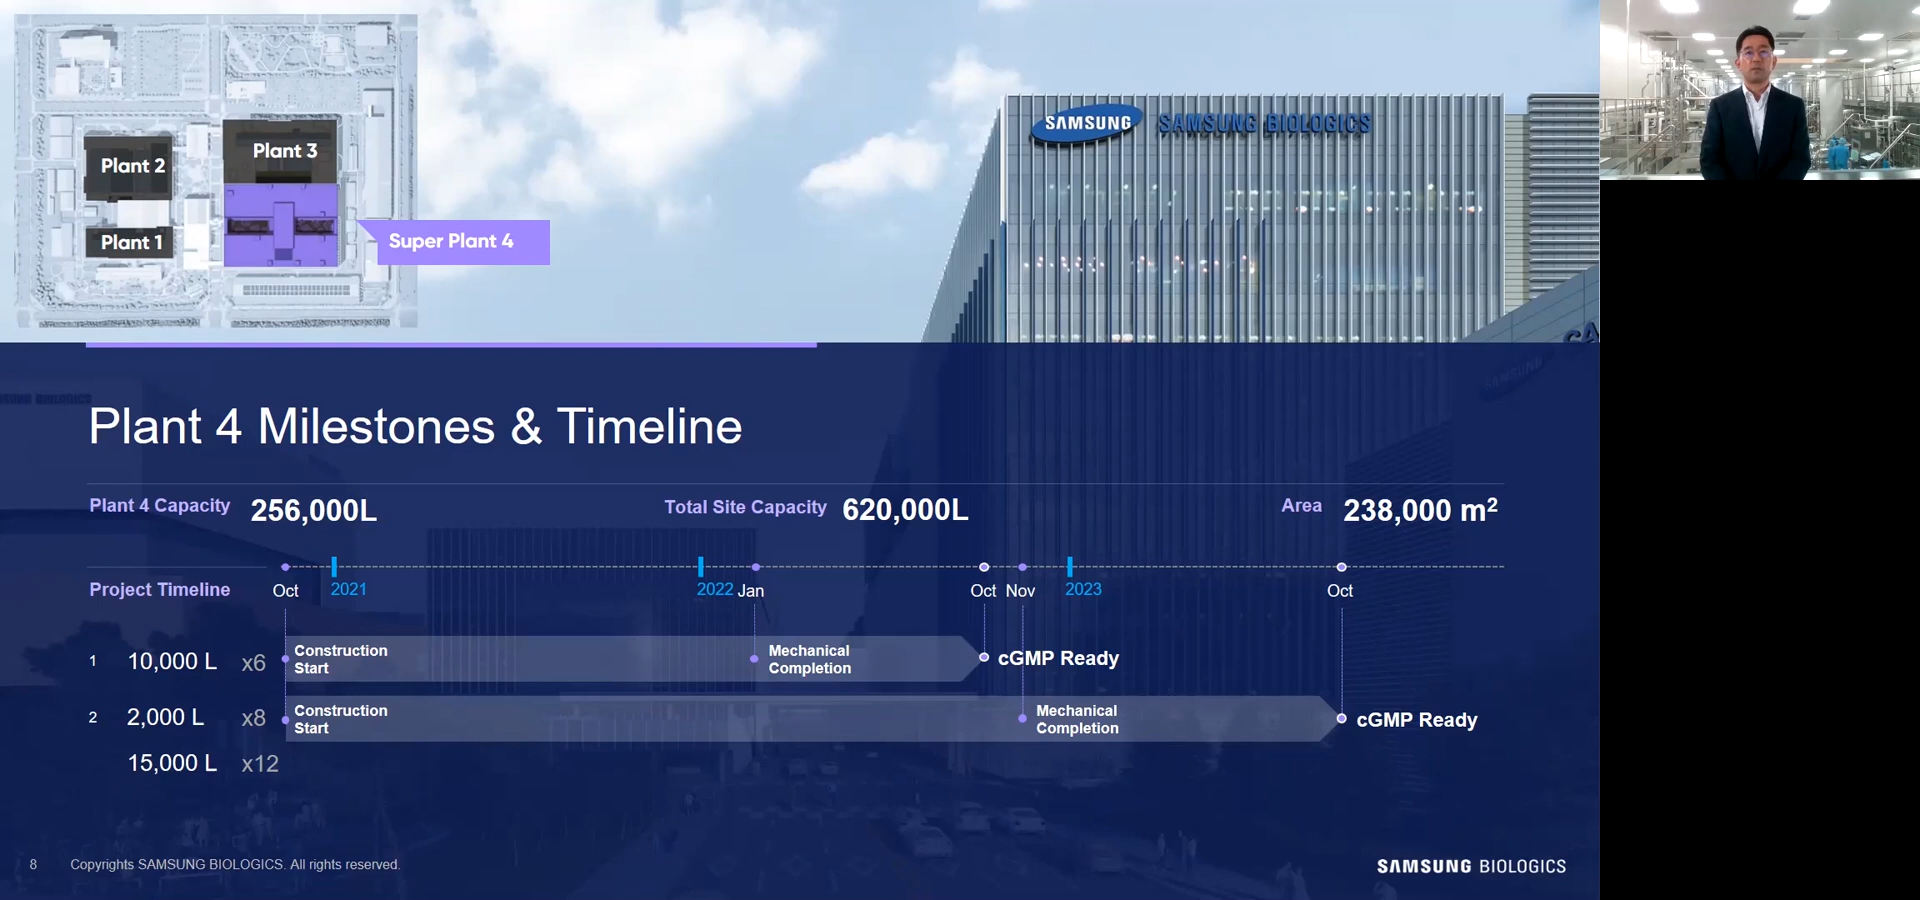 Plant 2
Plant 3
Plant 1
Super Plant 4
SAMSUNG
SAMSUNG BIOLOGICS
SAMSUNG
Plant 4 Milestones & Timeline
Plant 4 Capacity 256,000L
Total Site Capacity 620,000L
Area 238,000 m²
Project Timeline
Oct 2021 2022 Jan Oct Nov 2023 Oct
1 10,000 L x6
Construction
Start
Mechanical
Completion
cGMP Ready
2 2,000 L x8
Construction
Start
Mechanical
Completion
cGMP Ready
15,000 L x12
8 Copyrights SAMSUNG BIOLOGICS. All rights reserved.
SAMSUNG BIOLOGICS